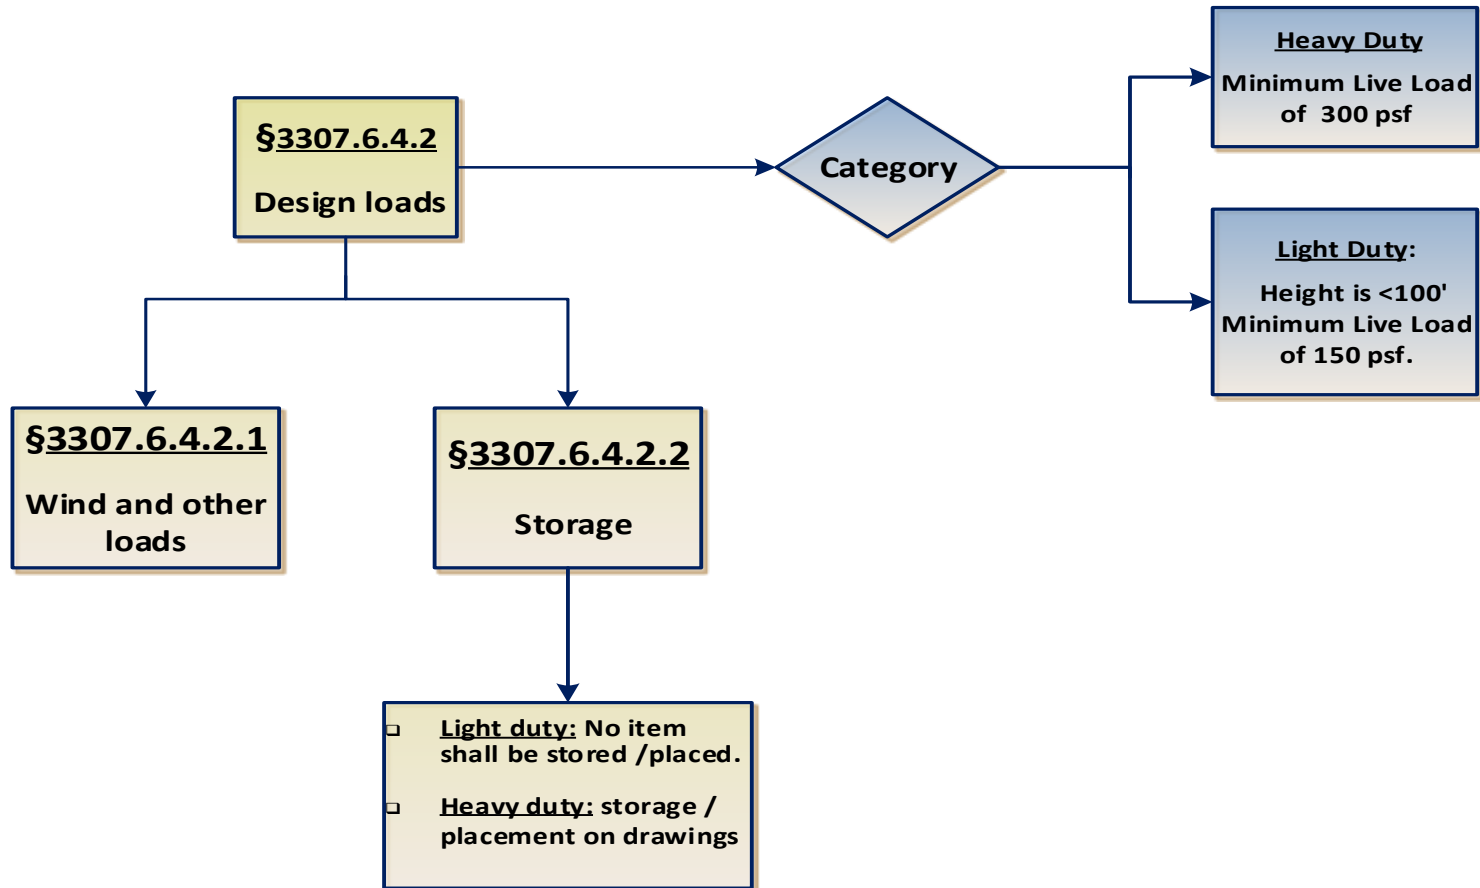 §3307.6.4.2
Design loads
Category
Heavy Duty
Minimum Live Load
of 300 psf
Light Duty:
Height is <100'
Minimum Live Load
of 150 psf.
§3307.6.4.2.1
Wind and other
loads
§3307.6.4.2.2
Storage
❑ Light duty: No item
shall be stored /placed.
❑ Heavy duty: storage /
placement on drawings